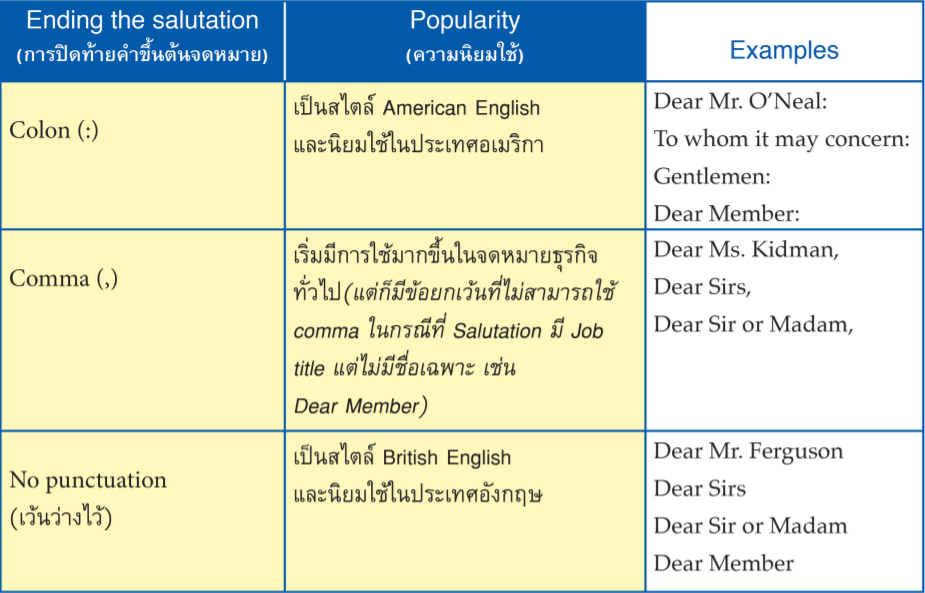 Ending the salutation
(การปิดท้ายคำขึ้นต้นจดหมาย)
Popularity
(ความนิยมใช้)
Examples
Colon (:)
เป็นสไตล์ American English
และนิยมใช้ในประเทศอเมริกา
Dear Mr. O’Neal:
To whom it may concern:
Gentlemen:
Dear Member:
Comma (,)
เริ่มมีการใช้มากขึ้นในจดหมายธุรกิจ
ทั่วไป (แต่ก็มีข้อยกเว้นที่ไม่สามารถใช้
comma ในกรณีที่ Salutation มี Job
title แต่ไม่มีชื่อเฉพาะ เช่น
Dear Member)
Dear Ms. Kidman,
Dear Sirs,
Dear Sir or Madam,
No punctuation
(เว้นว่างไว้)
เป็นสไตล์ British English
และนิยมใช้ในประเทศอังกฤษ
Dear Mr. Ferguson
Dear Sirs
Dear Sir or Madam
Dear Member